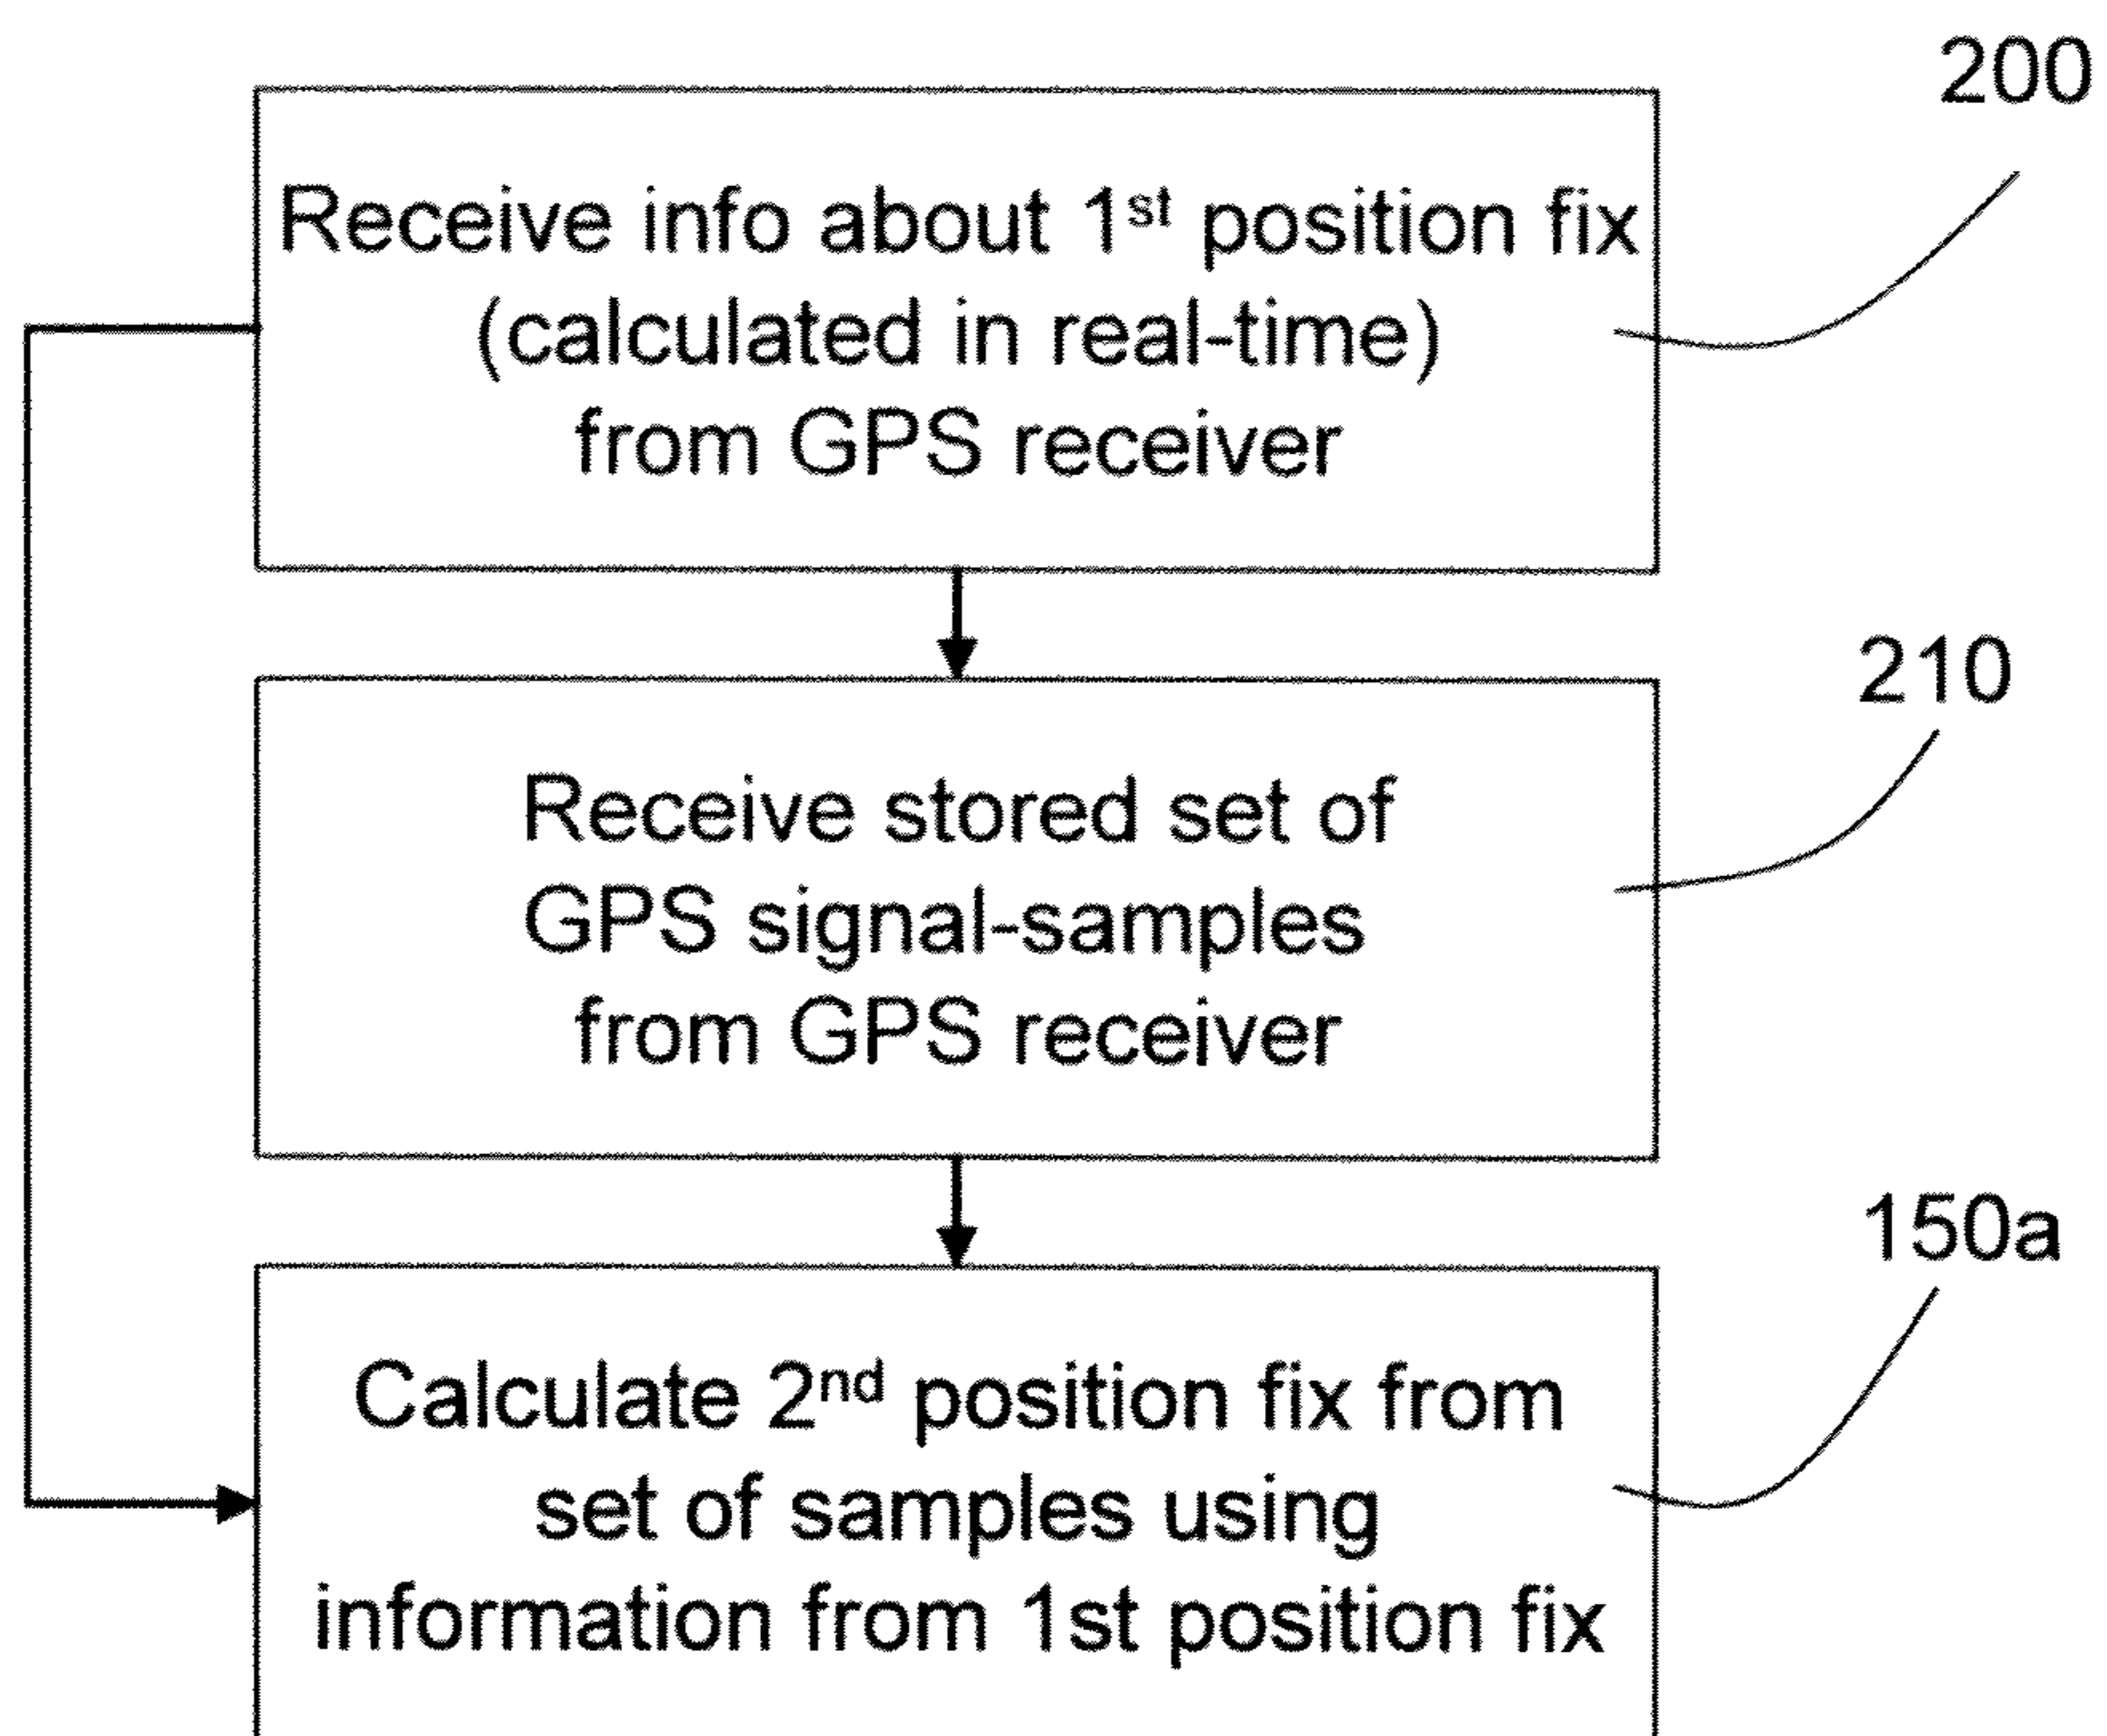 200
Receive info about 1st position fix
(calculated in real-time)
from GPS receiver
210
Receive stored set of
GPS signal-samples
from GPS receiver
150a
Calculate 2nd position fix from
set of samples using
information from 1st position fix